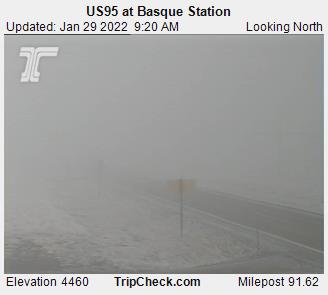 US95 at Basque Station
Updated: Jan 29 2022 9:20 AM Looking North
Elevation 4460 TripCheck.com Milepost 91.62